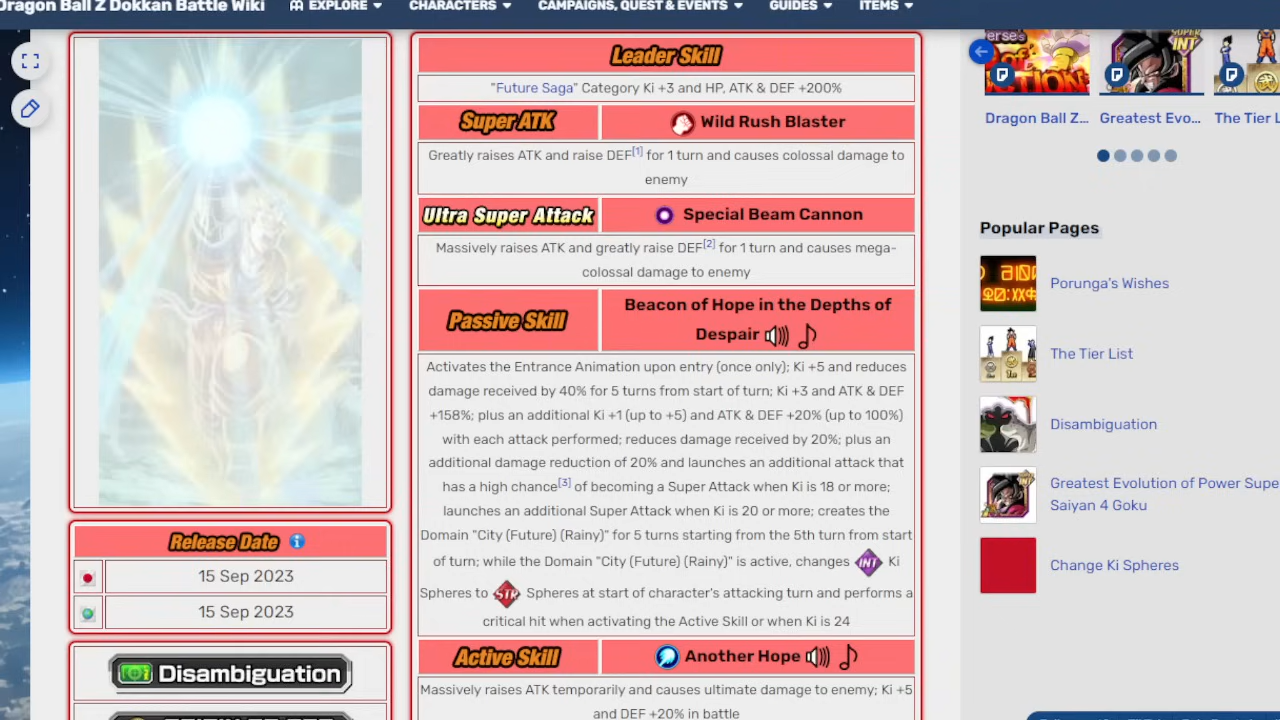 Dragon Ball Z Dokkan Battle Wiki
EXPLORE
CHARACTERS
CAMPAIGNS, QUEST & EVENTS
GUIDES
ITEMS
Leader Skill
"Future Saga" Category Ki +3 and HP, ATK & DEF +200%
Super ATK
Wild Rush Blaster
Greatly raises ATK and raise DEF[1] for 1 turn and causes colossal damage to
enemy
Ultra Super Attack
Special Beam Cannon
Massively raises ATK and greatly raise DEF[2] for 1 turn and causes mega-
colossal damage to enemy
Passive Skill
Beacon of Hope in the Depths of
Despair
Activates the Entrance Animation upon entry (once only); Ki +5 and reduces
damage received by 40% for 5 turns from start of turn; Ki +3 and ATK & DEF
+158%; plus an additional Ki +1 (up to +5) and ATK & DEF +20% (up to 100%)
with each attack performed; reduces damage received by 20%; plus an
additional damage reduction of 20% and launches an additional attack that
has a high chance[3] of becoming a Super Attack when Ki is 18 or more;
launches an additional Super Attack when Ki is 20 or more; creates the
Domain "City (Future) (Rainy)" for 5 turns starting from the 5th turn from start
of turn; while the Domain "City (Future) (Rainy)" is active, changes INT Ki
Spheres to STR Spheres at start of character's attacking turn and performs a
critical hit when activating the Active Skill or when Ki is 24
Active Skill
Another Hope
Massively raises ATK temporarily and causes ultimate damage to enemy; Ki +5
and DEF +20% in battle
Release Date
15 Sep 2023
15 Sep 2023
Disambiguation
SUPER
INT
Dragon Ball Z...
Greatest Evo...
The Tier L
Popular Pages
Porunga's Wishes
The Tier List
Disambiguation
Greatest Evolution of Power Supe
Saiyan 4 Goku
Change Ki Spheres